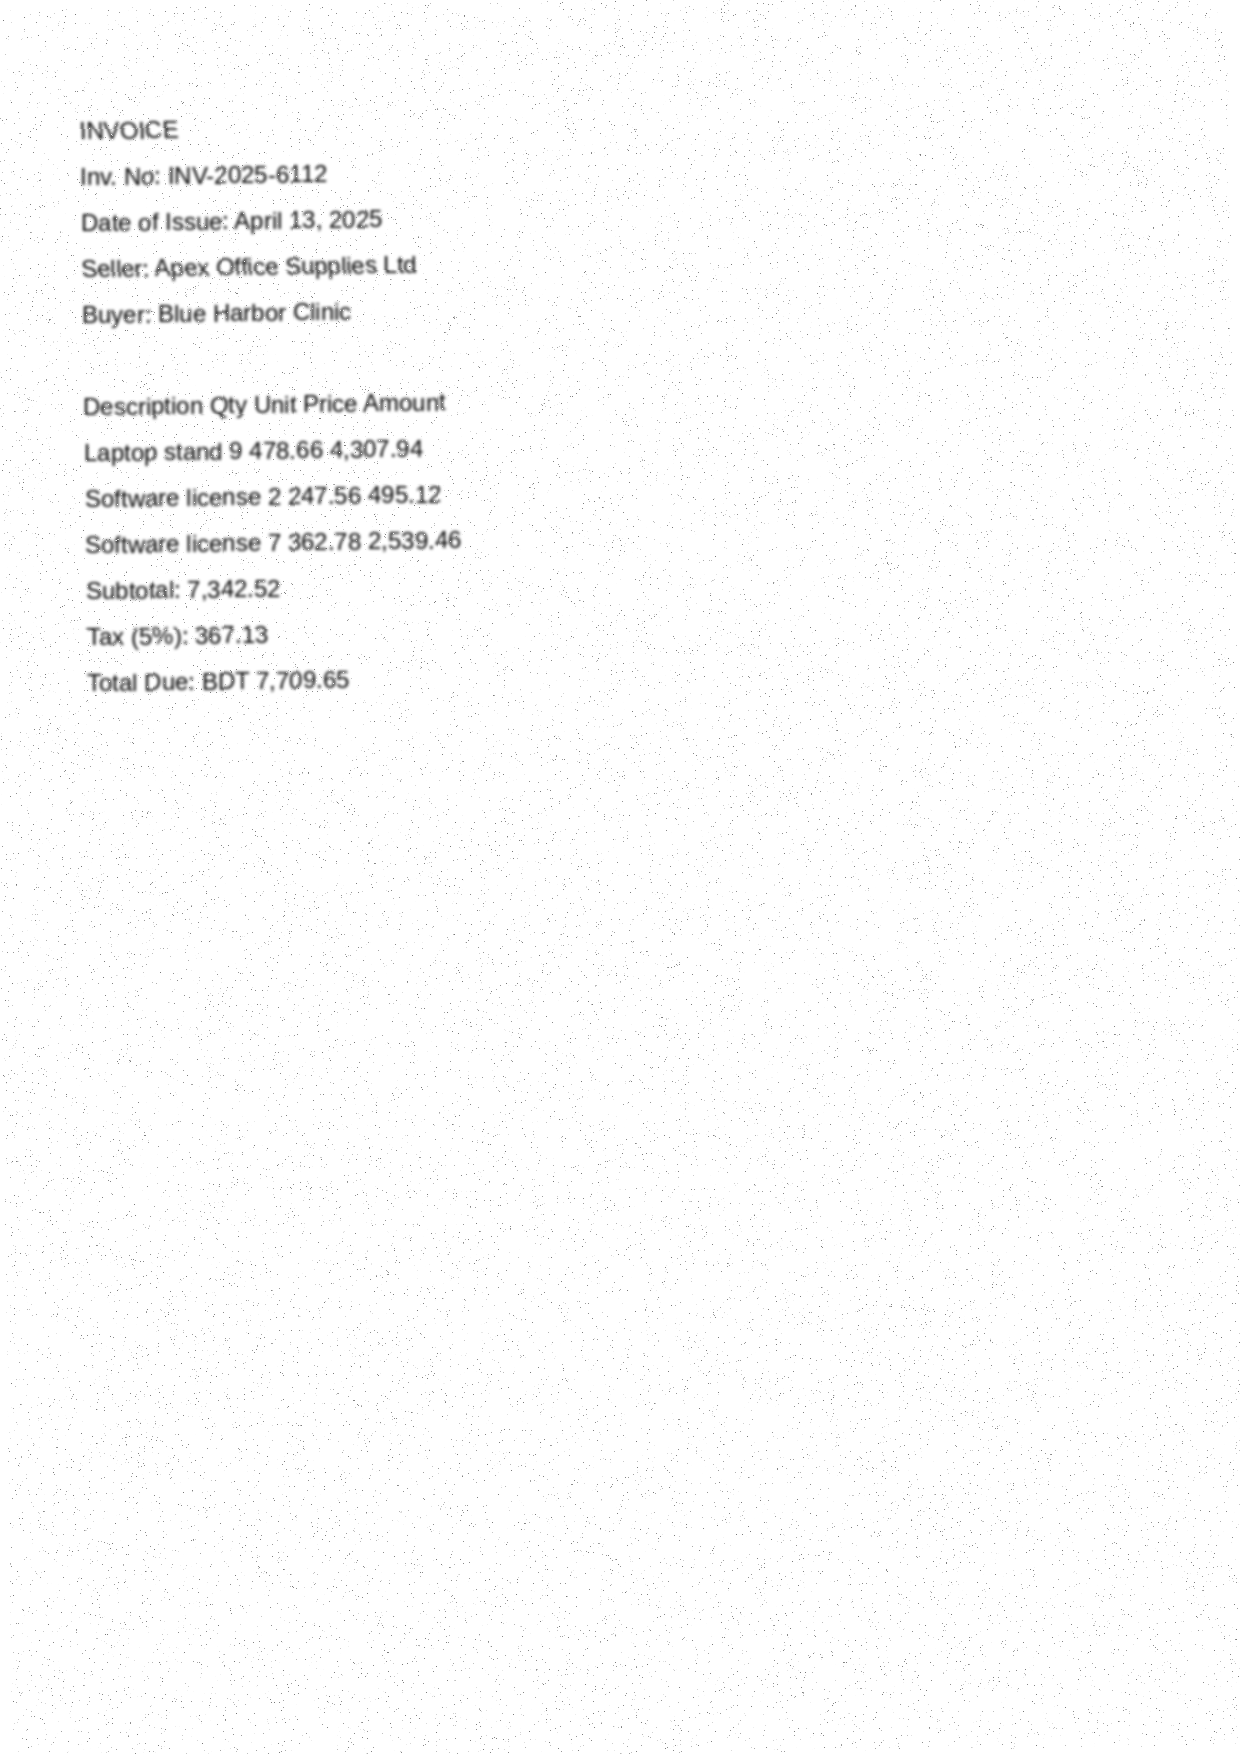 INVOICE
Inv. No: INV-2025-6112
Date of Issue: April 13, 2025
Seller: Apex Office Supplies Ltd
Buyer: Blue Harbor Clinic
Description Qty Unit Price Amount
Laptop stand 9 478.66 4,307.94
Software license 2 247.56 495.12
Software license 7 362.78 2,539.46
Subtotal: 7,342.52
Tax (5%): 367.13
Total Due: BDT 7,709.65